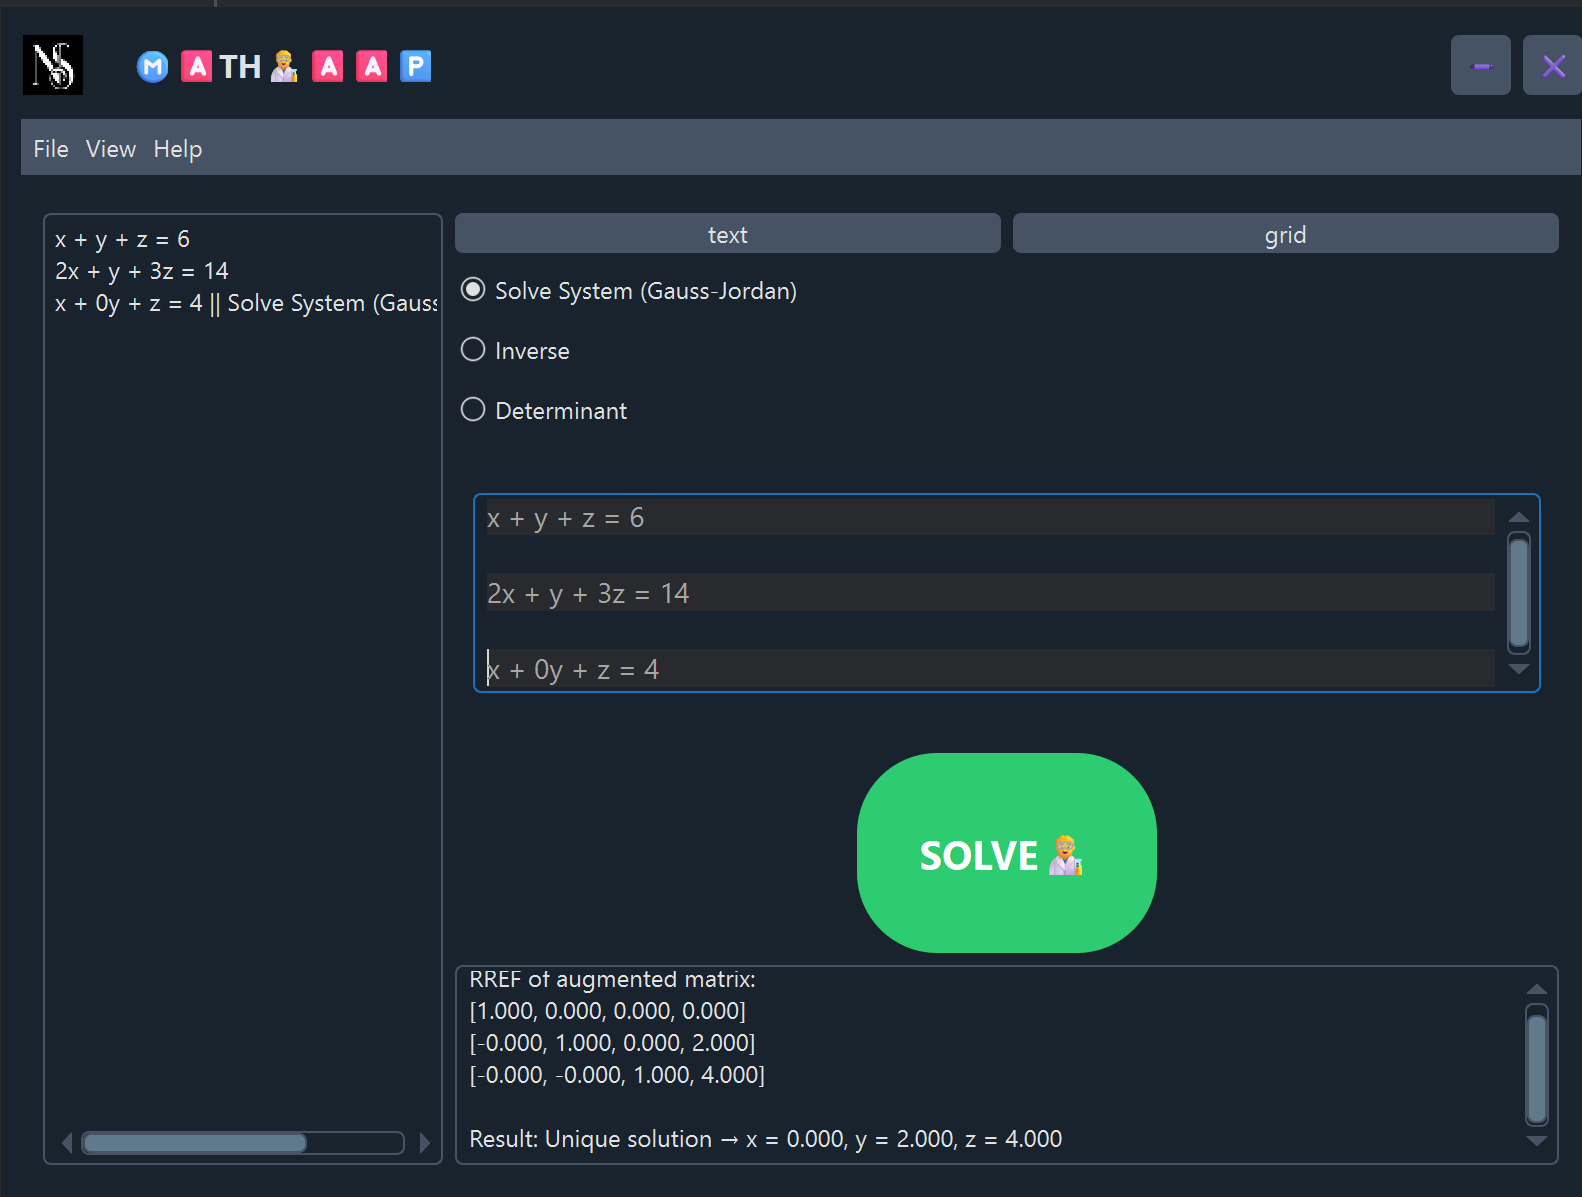 NS
Ⓜ️ 🅰️ TH 👨‍🔬 🅰️ 🅰️ 🅿️
File View Help
x + y + z = 6
2x + y + 3z = 14
x + 0y + z = 4 || Solve System (Gauss
text
grid
Solve System (Gauss-Jordan)
Inverse
Determinant
x + y + z = 6
2x + y + 3z = 14
x + 0y + z = 4
SOLVE 👨‍🔬
RREF of augmented matrix:
[1.000, 0.000, 0.000, 0.000]
[-0.000, 1.000, 0.000, 2.000]
[-0.000, -0.000, 1.000, 4.000]
Result: Unique solution → x = 0.000, y = 2.000, z = 4.000